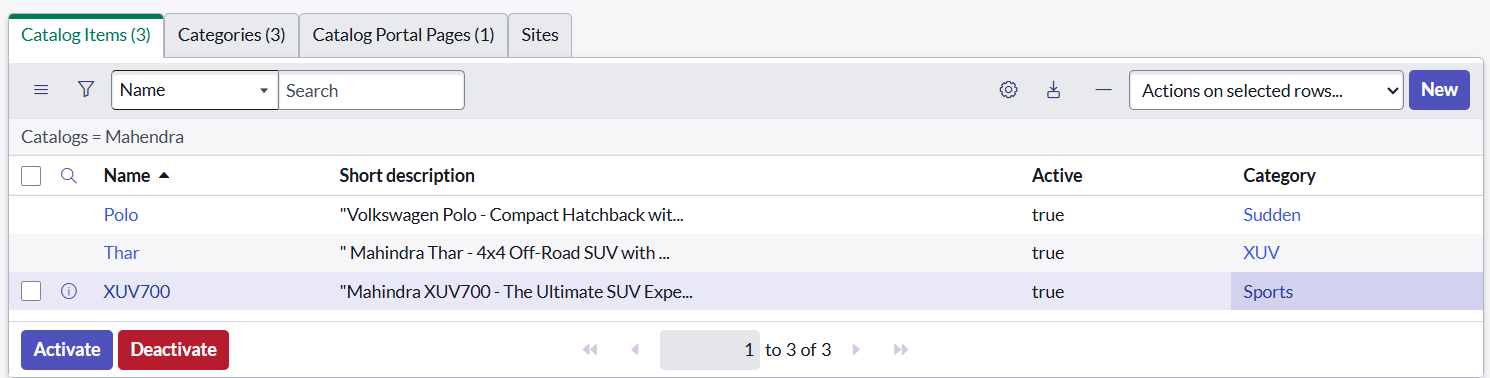 Catalog Items (3) Categories (3) Catalog Portal Pages (1) Sites
Name Search Actions on selected rows... New
Catalogs = Mahendra
Name Short description Active Category
Polo "Volkswagen Polo - Compact Hatchback wit... true Sudden
Thar " Mahindra Thar - 4x4 Off-Road SUV with ... true XUV
XUV700 "Mahindra XUV700 - The Ultimate SUV Expe... true Sports
Activate Deactivate 1 to 3 of 3